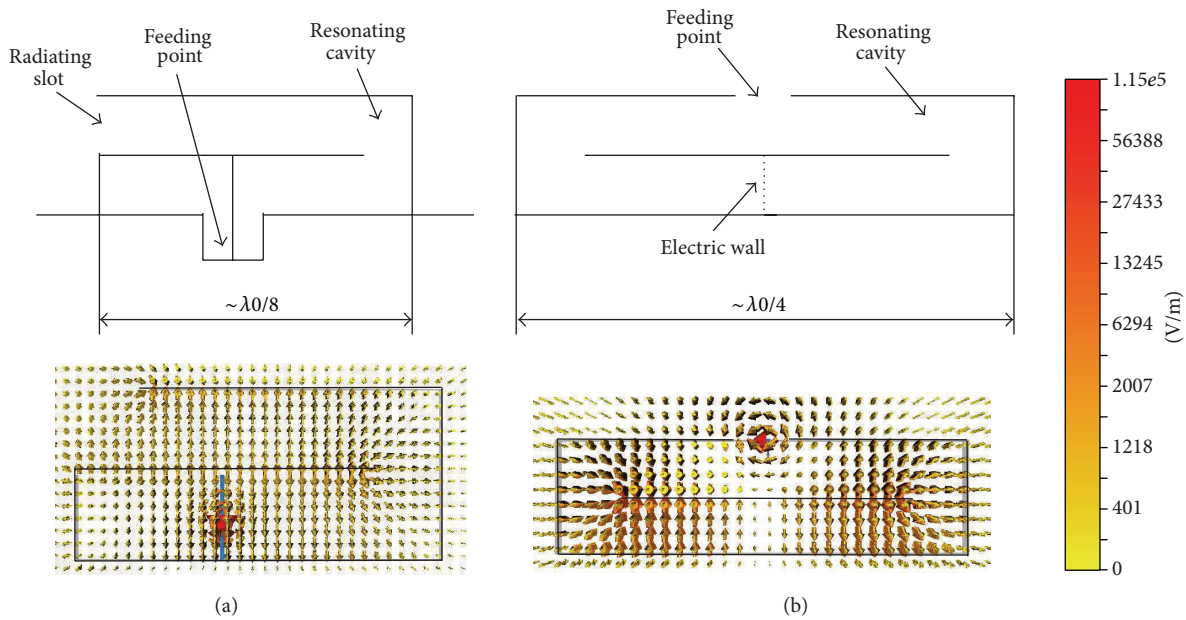 Radiating
slot
Feeding
point
Resonating
cavity
~λ0/8
Feeding
point
Resonating
cavity
Electric wall
~λ0/4
1.15e5
56388
27433
13245
6294
2007
1218
401
0
(V/m)
(a)
(b)